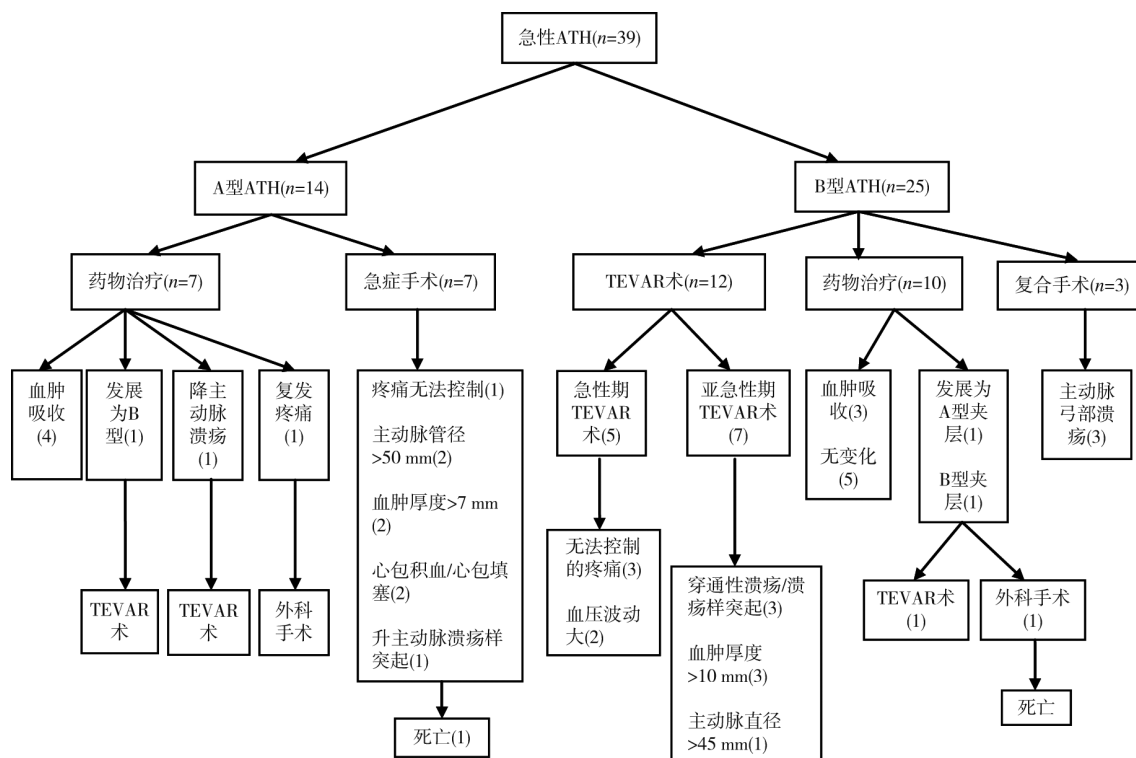 急性ATH(n=39)
A型ATH(n=14)
B型ATH(n=25)
药物治疗(n=7)
急症手术(n=7)
TEVAR术(n=12)
药物治疗(n=10)
复合手术(n=3)
血肿
吸收
(4)
发展
为B
型(1)
降主
动脉
溃疡
(1)
复发
疼痛
(1)
疼痛无法控制(1)
主动脉管径
>50 mm(2)
血肿厚度>7 mm
(2)
心包积血/心包填
塞(2)
升主动脉溃疡样
突起(1)
急性期
TEVAR
术(5)
亚急性期
TEVAR术
(7)
血肿吸
收(3)
无变化
(5)
发展为
A型夹
层(1)
B型夹
层(1)
主动脉
弓部溃
疡(3)
TEVAR
术
TEVAR
术
外科
手术
无法控制
的疼痛(3)
血压波动
大(2)
穿通性溃疡/溃
疡样突起(3)
血肿厚度
>10 mm(3)
主动脉直径
>45 mm(1)
TEVAR术
(1)
外科手术
(1)
死亡(1)
死亡